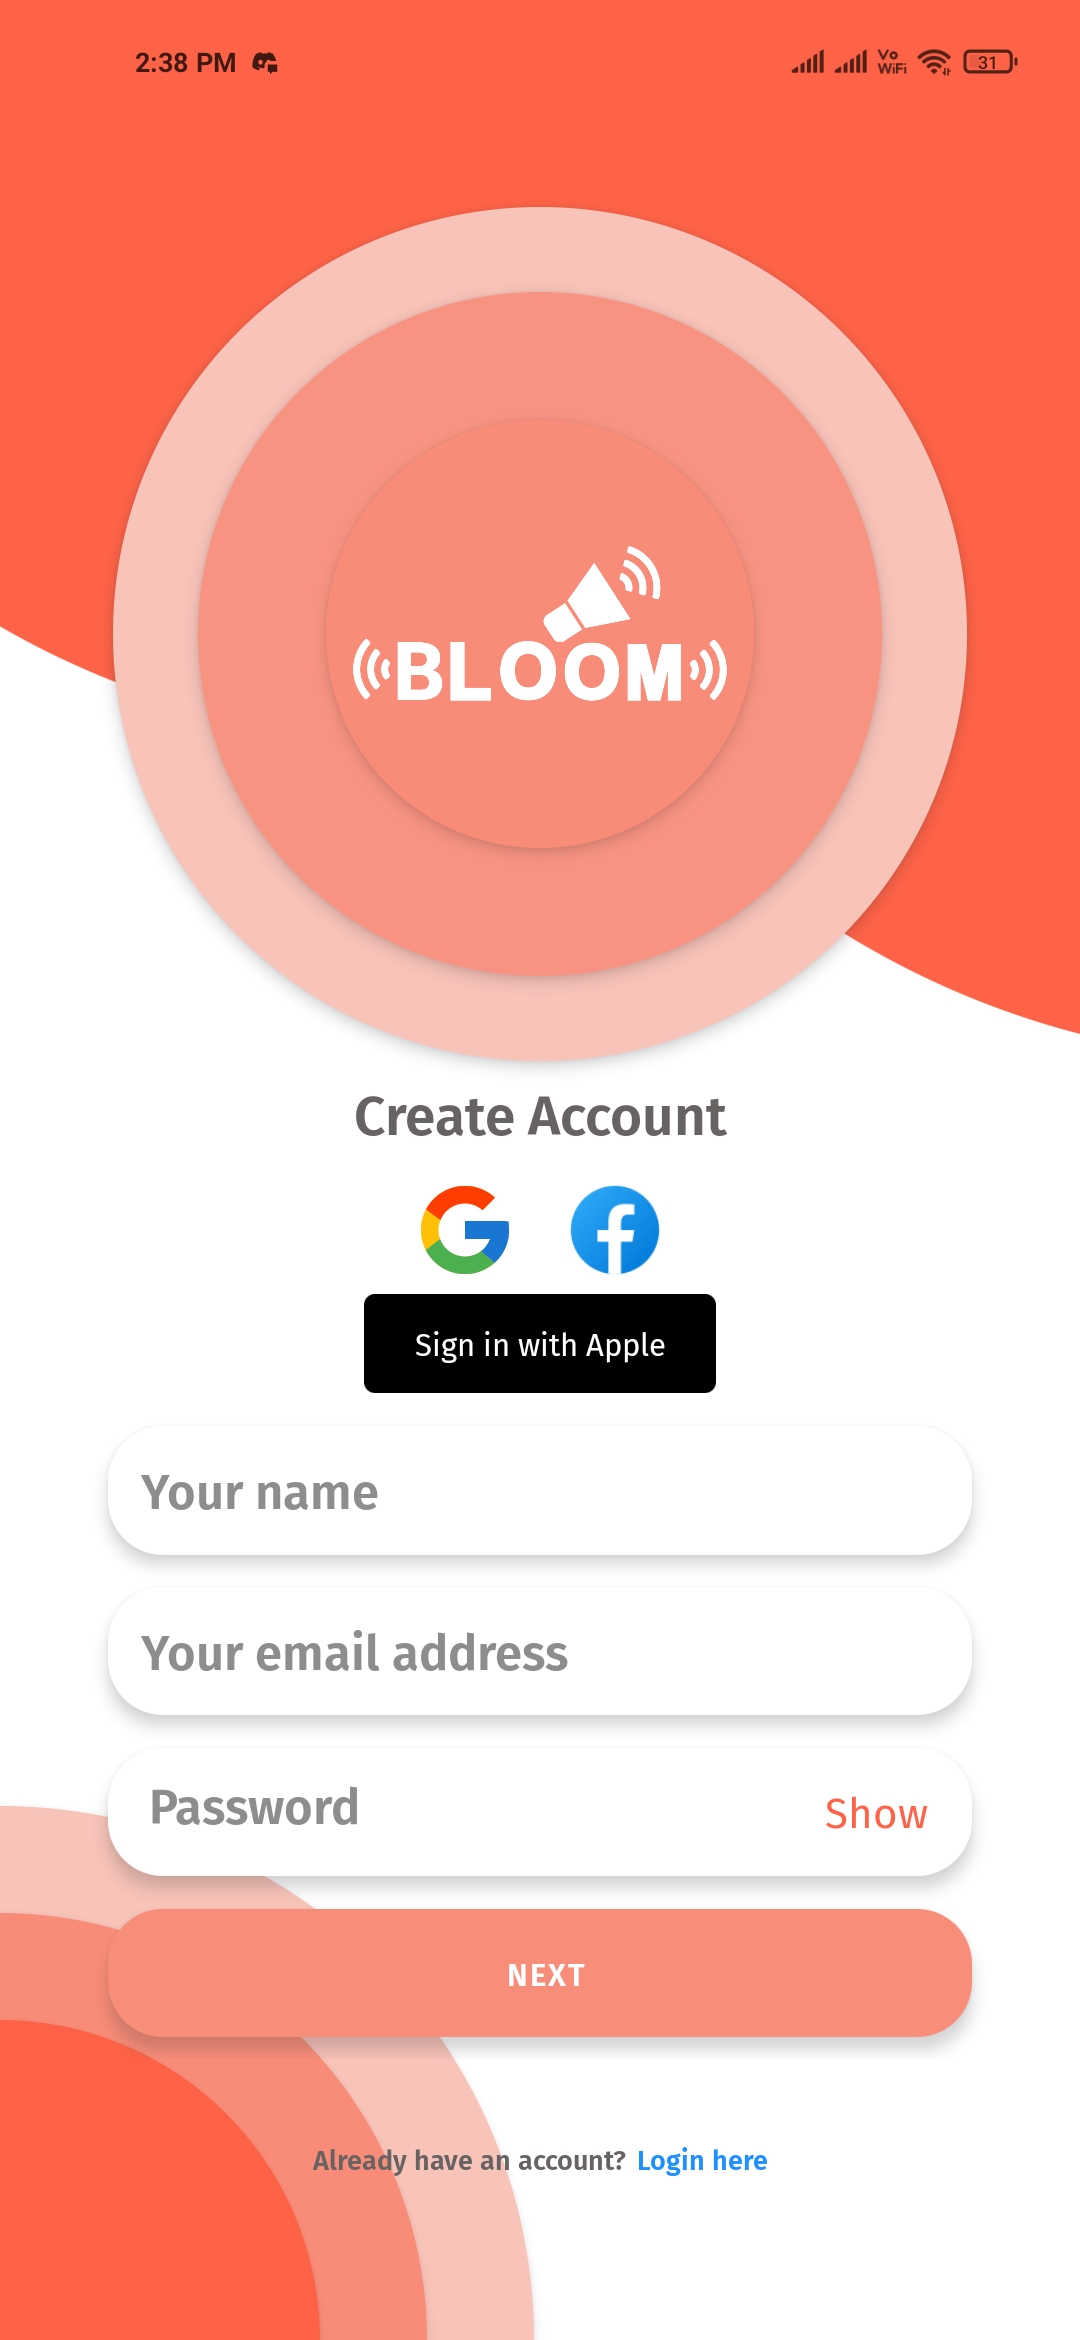 2:38 PM
Vo
WiFi
31
BLOOM
Create Account
Sign in with Apple
Your name
Your email address
Password
Show
NEXT
Already have an account? Login here